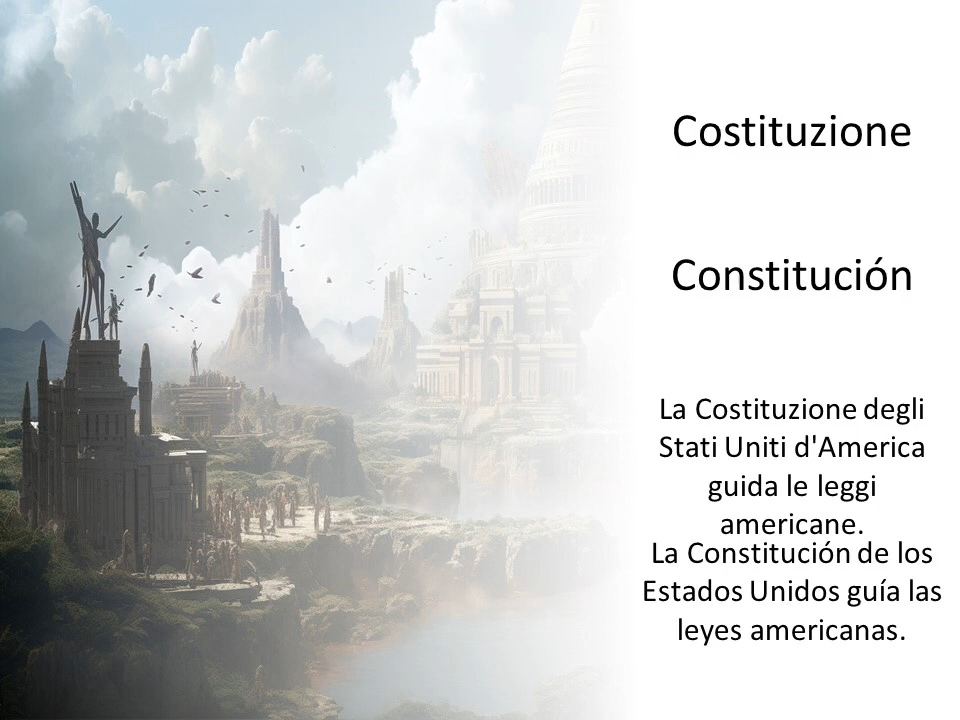 Costituzione
Constitución
La Costituzione degli
Stati Uniti d'America
guida le leggi
americane.
La Constitución de los
Estados Unidos guía las
leyes americanas.